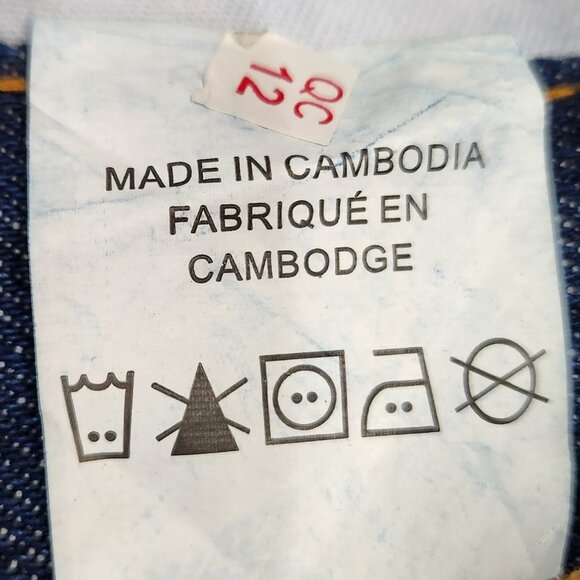 QC
12
MADE IN CAMBODIA
FABRIQUÉ EN
CAMBODGE